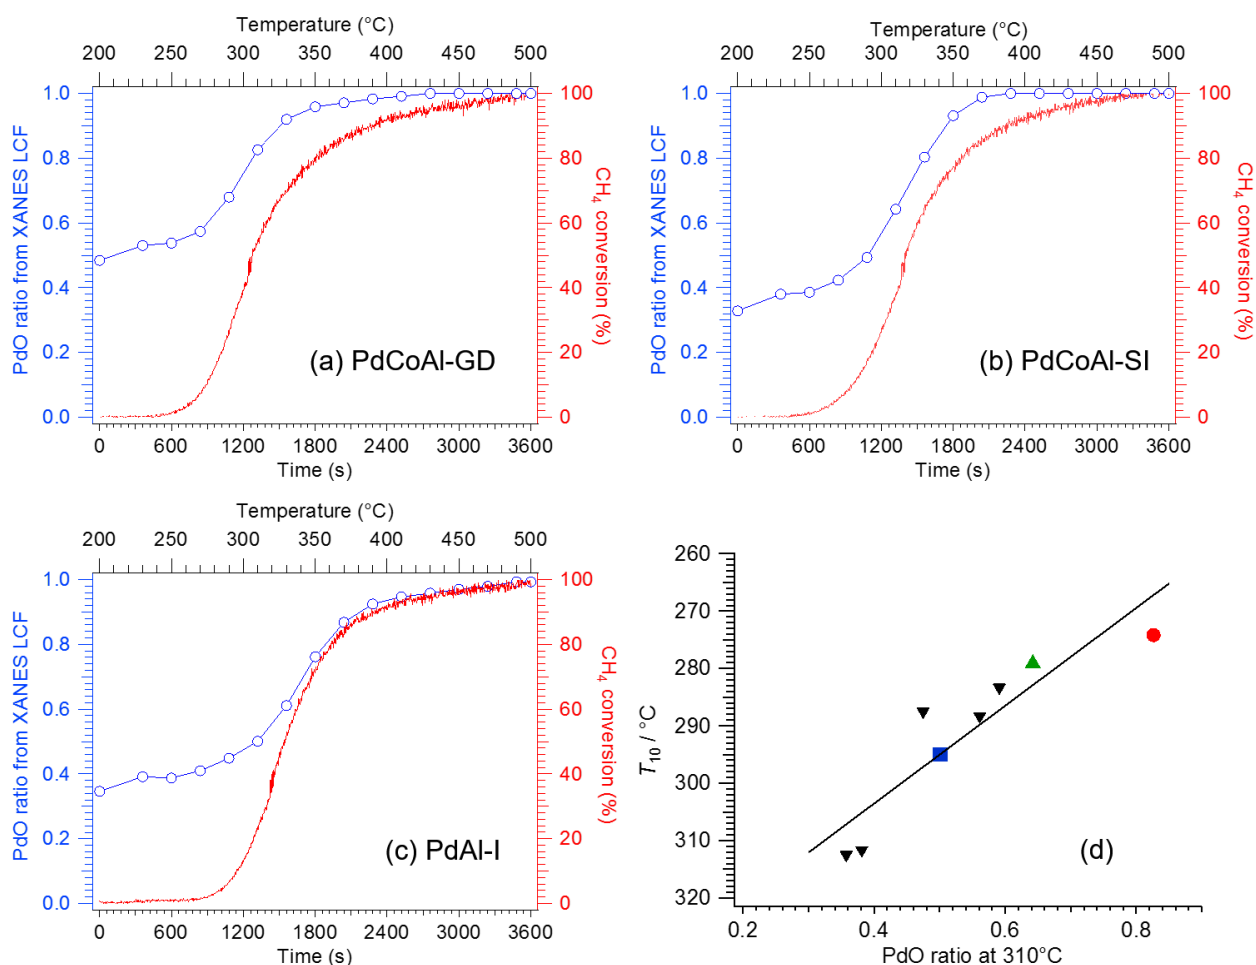 Temperature (°C)
200 250 300 350 400 450 500
PdO ratio from XANES LCF
1.0
0.8
0.6
0.4
0.2
0.0
100
80
60
40
20
0
CH₄ conversion (%)
(a) PdCoAl-GD
0 600 1200 1800 2400 3000 3600
Time (s)
Temperature (°C)
200 250 300 350 400 450 500
PdO ratio from XANES LCF
1.0
0.8
0.6
0.4
0.2
0.0
100
80
60
40
20
0
CH₄ conversion (%)
(b) PdCoAl-SI
0 600 1200 1800 2400 3000 3600
Time (s)
Temperature (°C)
200 250 300 350 400 450 500
PdO ratio from XANES LCF
1.0
0.8
0.6
0.4
0.2
0.0
100
80
60
40
20
0
CH₄ conversion (%)
(c) PdAl-I
0 600 1200 1800 2400 3000 3600
Time (s)
T₁₀ / °C
260
270
280
290
300
310
320
(d)
0.2 0.4 0.6 0.8
PdO ratio at 310°C